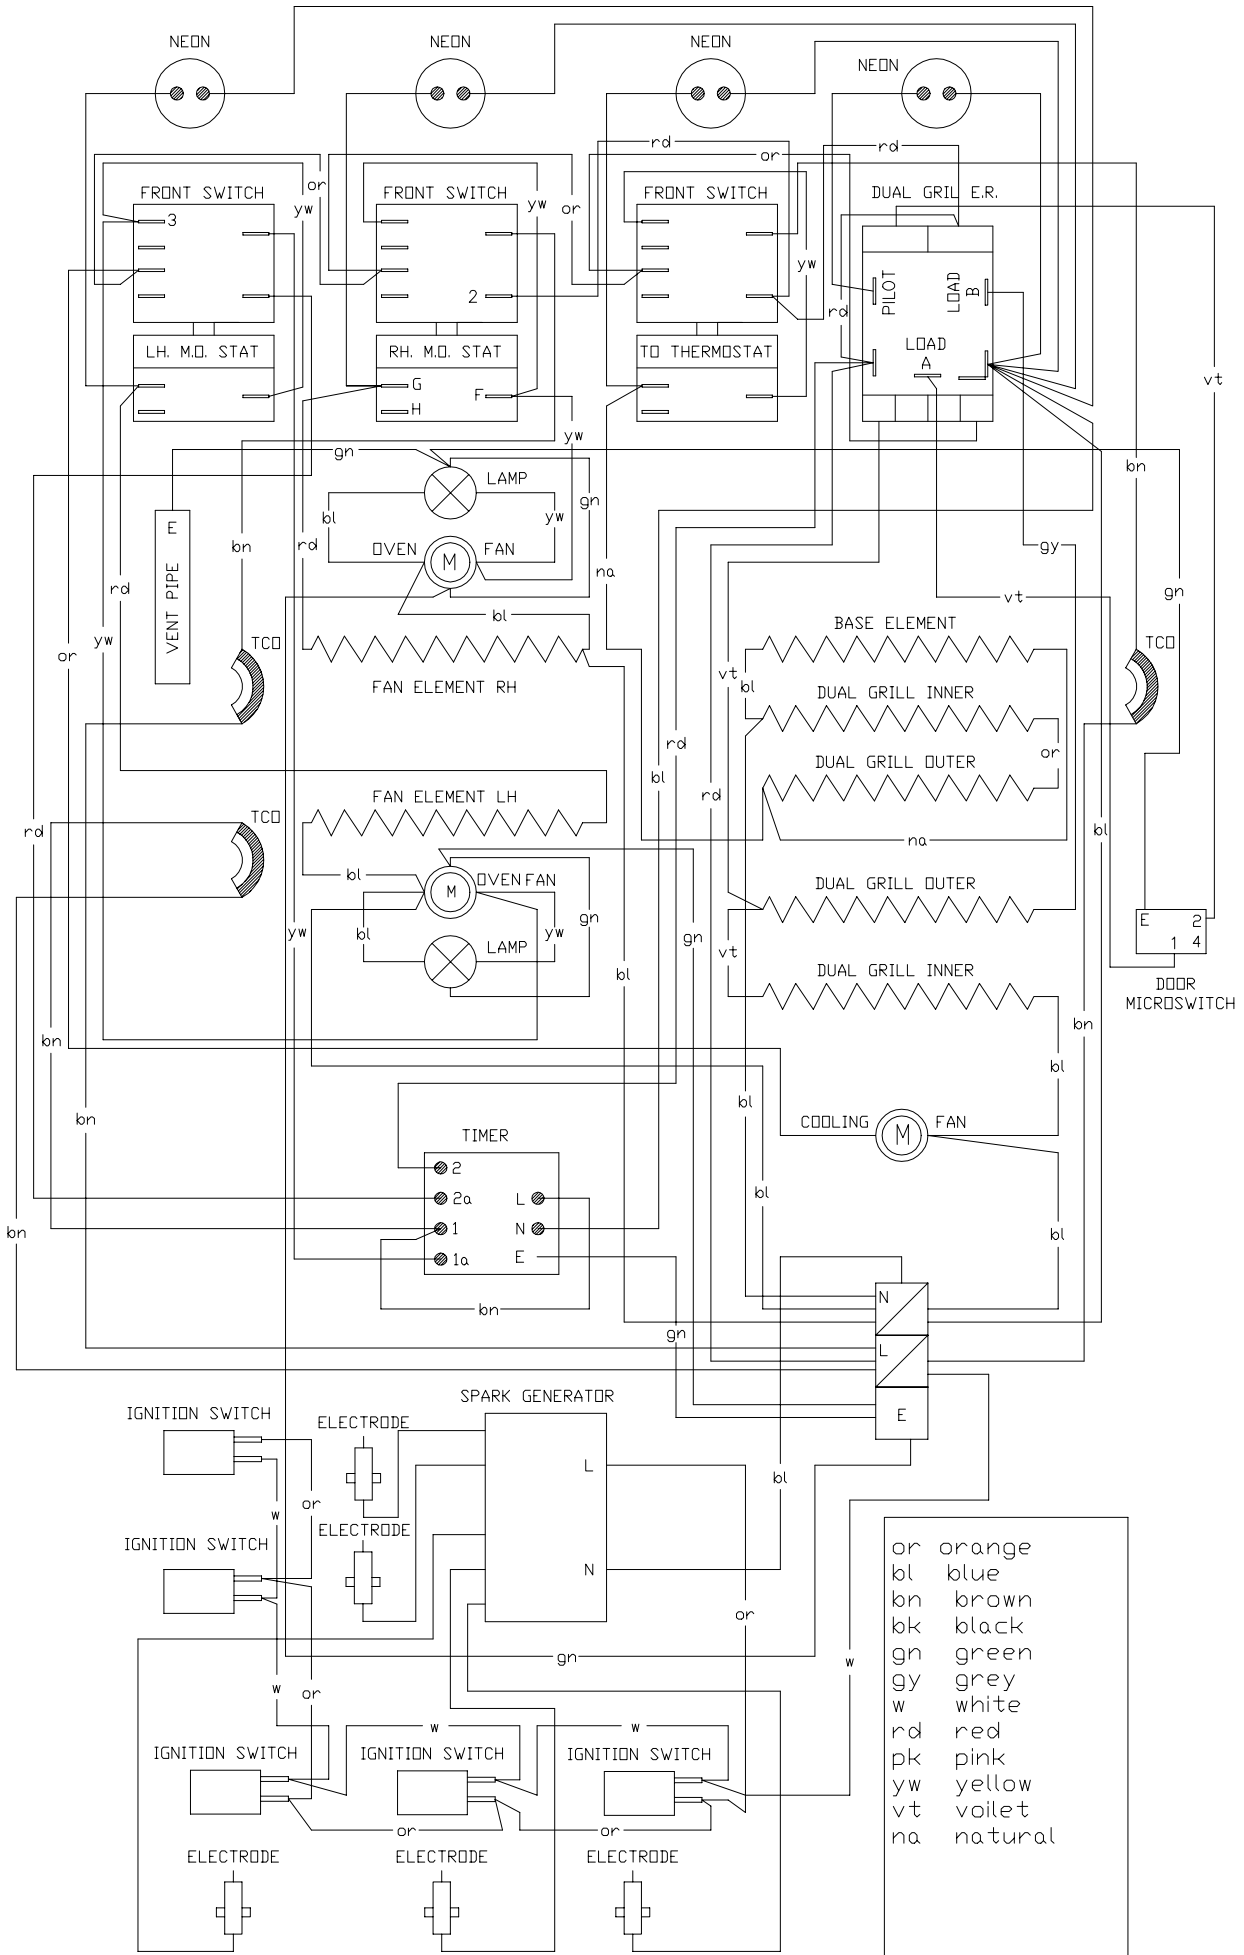 NEON
NEON
NEON
NEON
rd
or
rd
FRONT SWITCH
or
yw
FRONT SWITCH
yw
or
FRONT SWITCH
DUAL GRIL E.R.
3
yw
2
PILOT
LOAD
B
rd
LOAD
A
LH. M.O. STAT
RH. M.O. STAT
TO THERMOSTAT
G
F
H
vt
yw
gn
bn
LAMP
gn
bl
yw
E
VENT PIPE
bn
rd
OVEN
M
FAN
na
gy
rd
gn
bl
vt
yw
or
TCO
BASE ELEMENT
TCO
FAN ELEMENT RH
vt
bl
DUAL GRILL INNER
rd
or
bl
DUAL GRILL OUTER
FAN ELEMENT LH
rd
TCO
rd
na
bl
bl
M
OVEN FAN
DUAL GRILL OUTER
gn
E
2
yw
bl
yw
gn
1
4
LAMP
vt
bl
DUAL GRILL INNER
DOOR
MICROSWITCH
bn
bn
bl
bl
bn
COOLING
M
FAN
TIMER
2
2a
L
bl
1
N
bn
bl
1a
E
N
bn
gn
L
SPARK GENERATOR
IGNITION SWITCH
ELECTRODE
E
L
bl
or
w
ELECTRODE
IGNITION SWITCH
N
or orange
bl blue
bn brown
bk black
gn green
gy grey
w white
rd red
pk pink
yw yellow
vt voilet
na natural
or
gn
w
w
or
w
w
IGNITION SWITCH
IGNITION SWITCH
IGNITION SWITCH
or
or
ELECTRODE
ELECTRODE
ELECTRODE